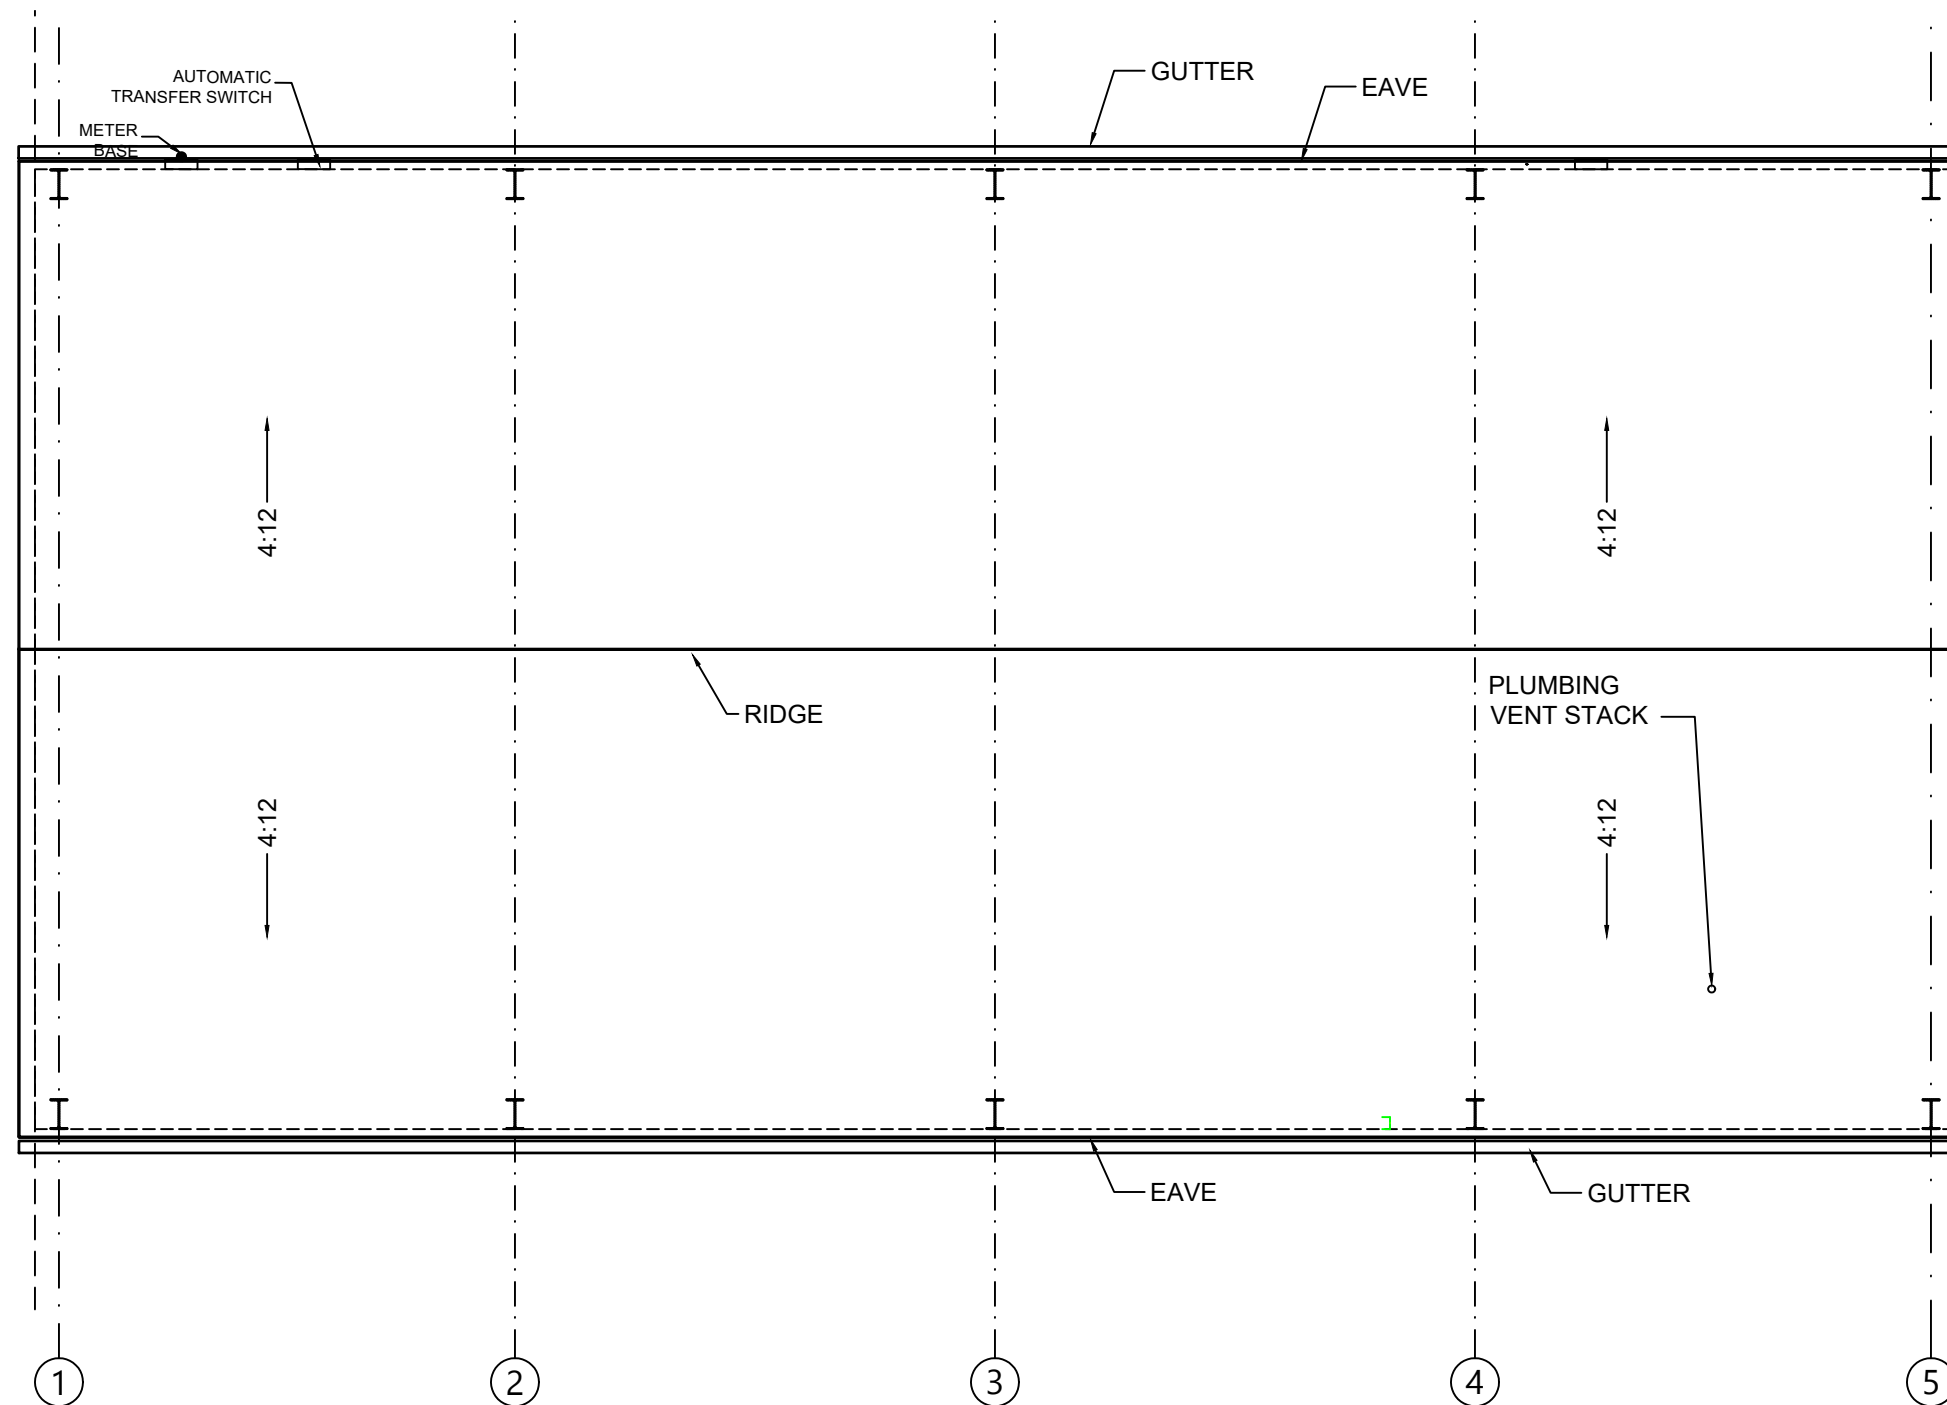 AUTOMATIC
TRANSFER SWITCH
METER
BASE
GUTTER
EAVE
4:12
4:12
RIDGE
PLUMBING
VENT STACK
4:12
4:12
EAVE
GUTTER
1
2
3
4
5